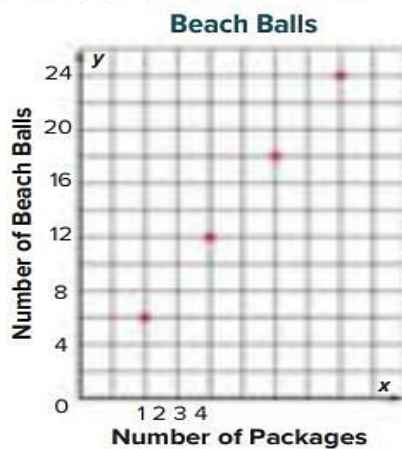 Beach Balls
y
24
20
16
12
8
4
0
Number of Beach Balls
x
1 2 3 4
Number of Packages